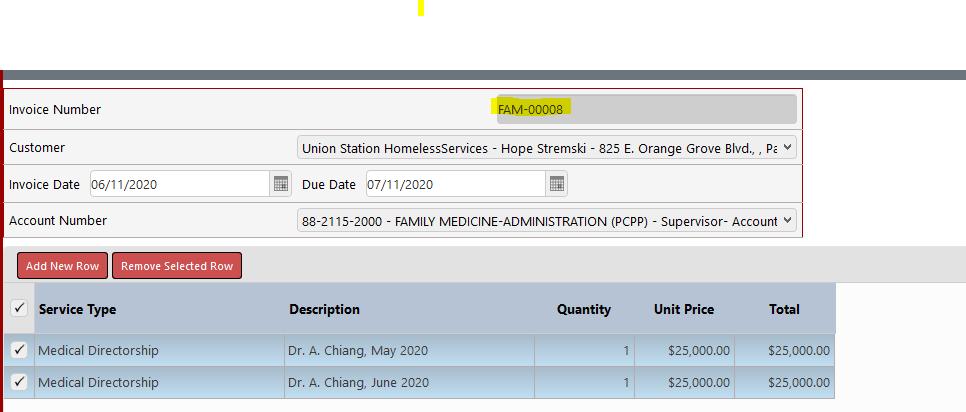 Invoice Number FAM-00008
Customer Union Station HomelessServices - Hope Stremski - 825 E. Orange Grove Blvd., , Pa
Invoice Date 06/11/2020 Due Date 07/11/2020
Account Number 88-2115-2000 - FAMILY MEDICINE-ADMINISTRATION (PCPP) - Supervisor- Account
Add New Row Remove Selected Row
Service Type Description Quantity Unit Price Total
Medical Directorship Dr. A. Chiang, May 2020 1 $25,000.00 $25,000.00
Medical Directorship Dr. A. Chiang, June 2020 1 $25,000.00 $25,000.00